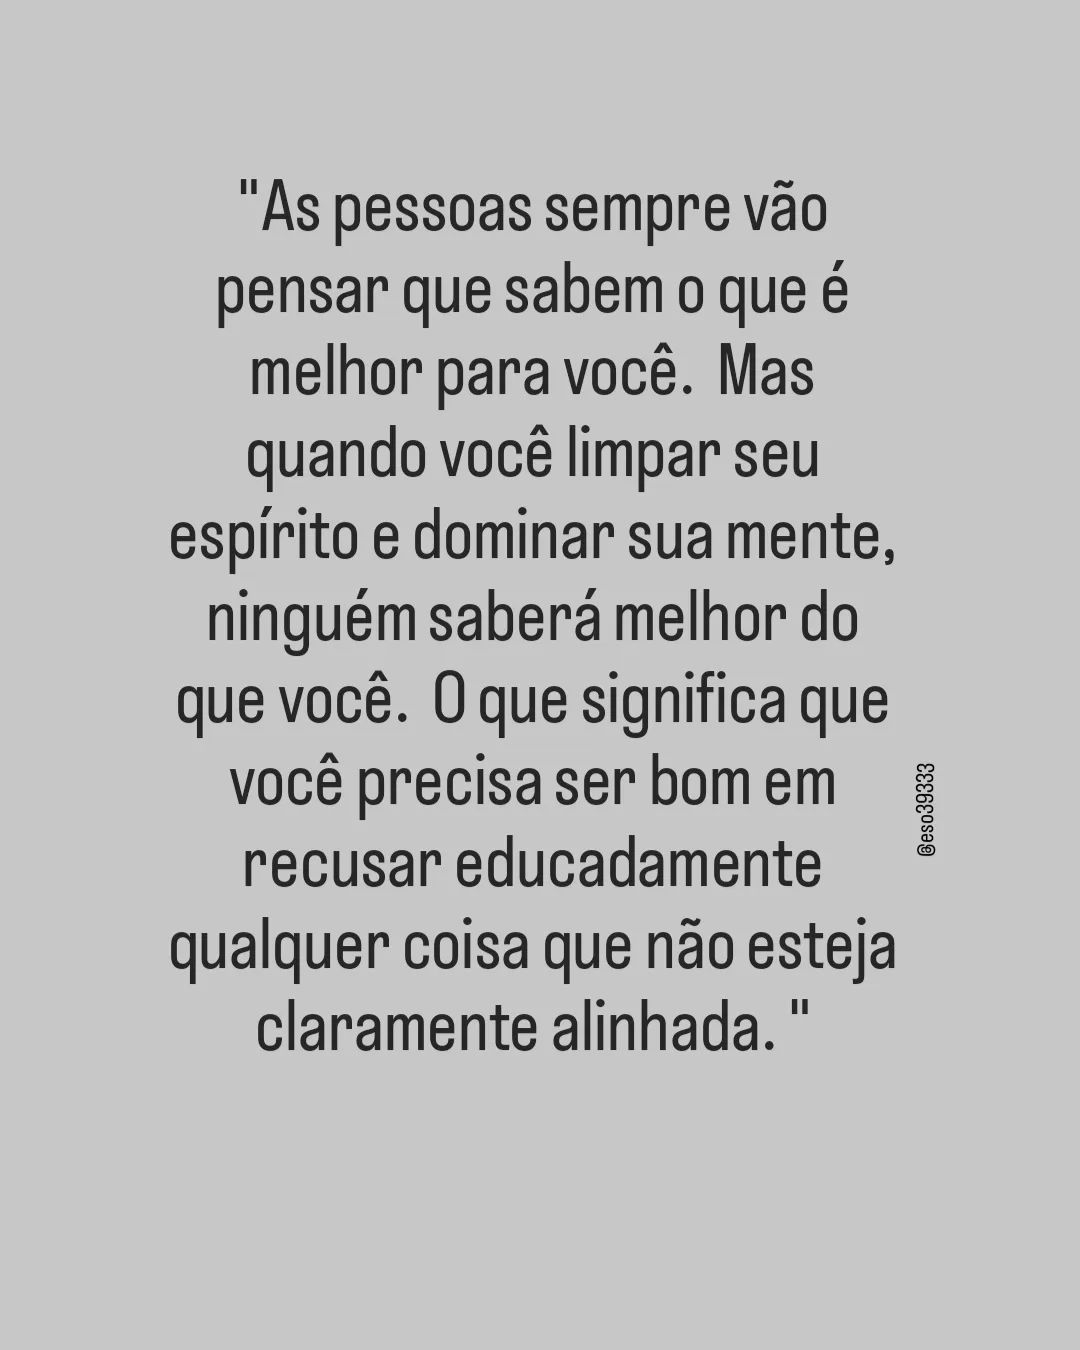 "As pessoas sempre vão
pensar que sabem o que é
melhor para você.  Mas
quando você limpar seu
espírito e dominar sua mente,
ninguém saberá melhor do
que você.  O que significa que
você precisa ser bom em
recusar educadamente
qualquer coisa que não esteja
claramente alinhada. "
@eso39333